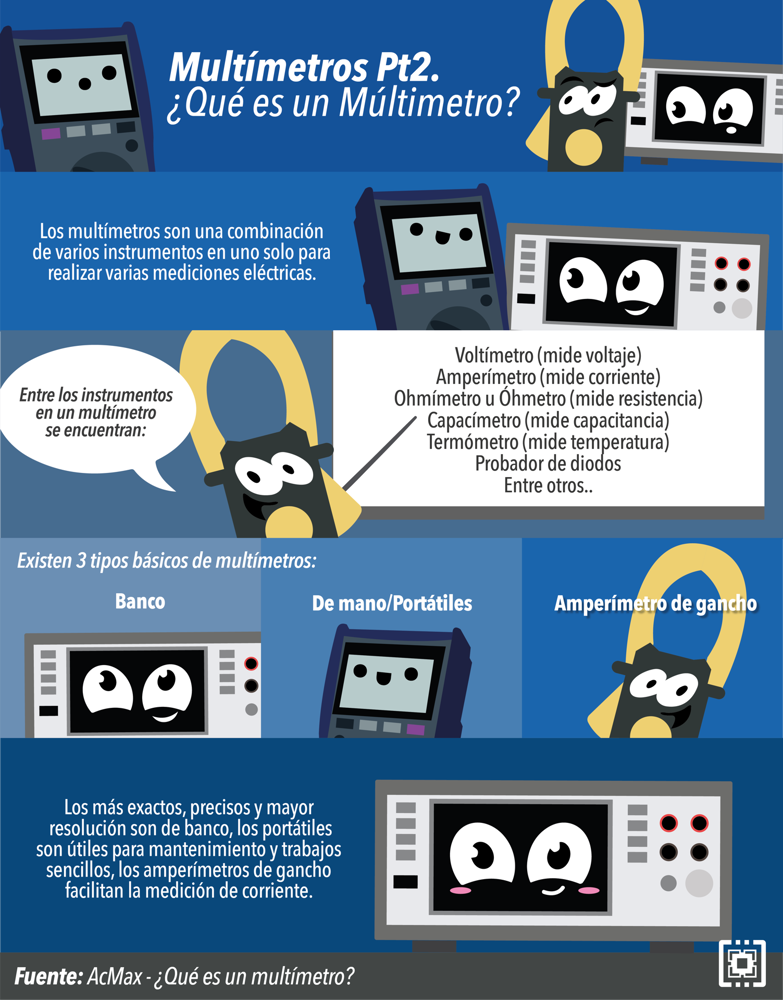 Multímetros Pt2.
¿Qué es un Múltimetro?
Los multímetros son una combinación
de varios instrumentos en uno solo para
realizar varias mediciones eléctricas.
Entre los instrumentos
en un multímetro
se encuentran:
Voltímetro (mide voltaje)
Amperímetro (mide corriente)
Ohmímetro u Óhmetro (mide resistencia)
Capacímetro (mide capacitancia)
Termómetro (mide temperatura)
Probador de diodos
Entre otros..
Existen 3 tipos básicos de multímetros:
Banco
De mano/Portátiles
Amperímetro de gancho
Los más exactos, precisos y mayor
resolución son de banco, los portátiles
son útiles para mantenimiento y trabajos
sencillos, los amperímetros de gancho
facilitan la medición de corriente.
Fuente: AcMax - ¿Qué es un multímetro?